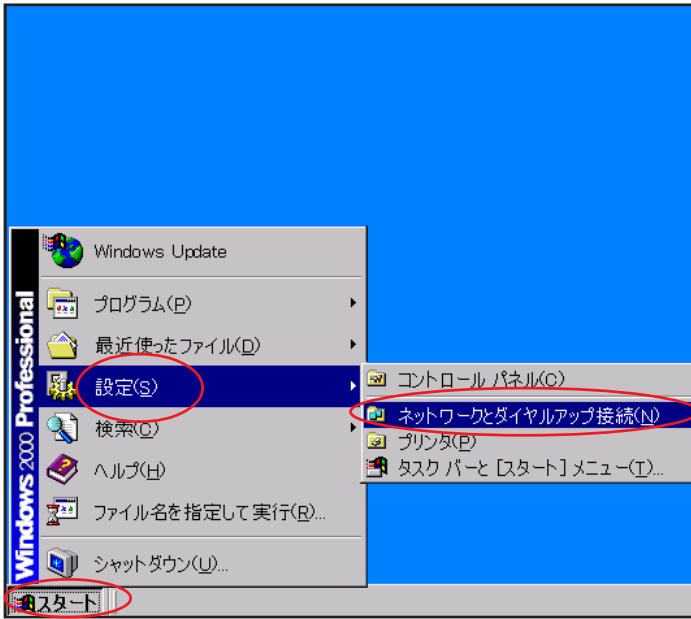 Windows Update
プログラム(P)
最近使ったファイル(D)
設定(S)
検索(C)
ヘルプ(H)
ファイル名を指定して実行(R)...
シャットダウン(U)...
Windows 2000 Professional
コントロール パネル(C)
ネットワークとダイヤルアップ接続(N)
プリンタ(P)
タスク バーと [スタート] メニュー(T)...
スタート